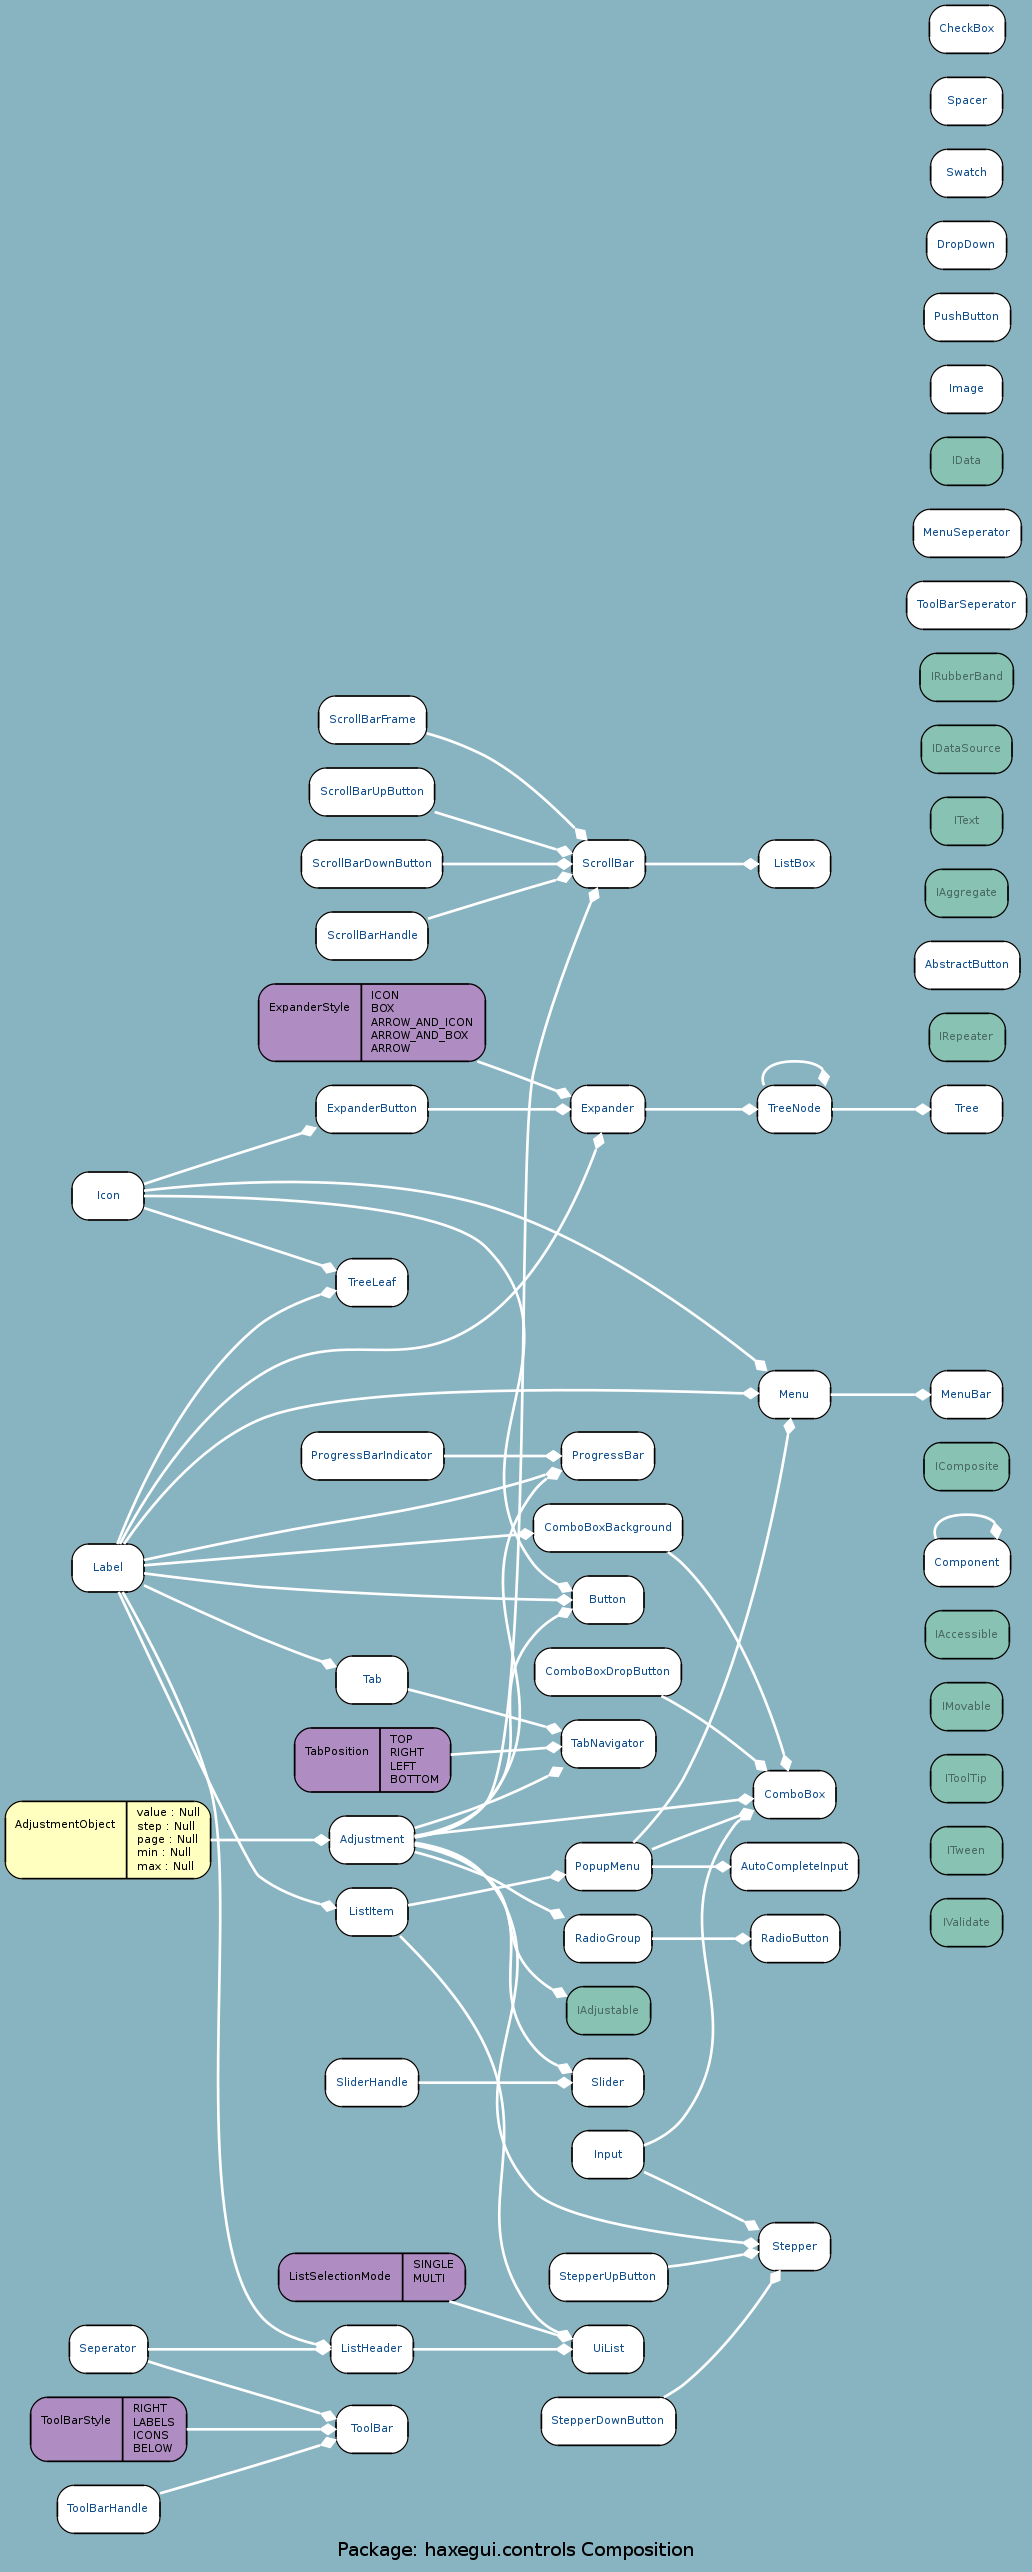 CheckBox
Spacer
Swatch
DropDown
PushButton
Image
IData
MenuSeperator
ToolBarSeperator
IRubberBand
ScrollBarFrame
IDataSource
ScrollBarUpButton
IText
ScrollBarDownButton
ScrollBar
ListBox
IAggregate
ScrollBarHandle
AbstractButton
ExpanderStyle
ICON
BOX
ARROW_AND_ICON
ARROW_AND_BOX
ARROW
IRepeater
ExpanderButton
Expander
TreeNode
Tree
Icon
TreeLeaf
Menu
MenuBar
ProgressBarIndicator
ProgressBar
IComposite
ComboBoxBackground
Label
Component
Button
IAccessible
ComboBoxDropButton
Tab
IMovable
TabPosition
TOP
RIGHT
LEFT
BOTTOM
TabNavigator
IToolTip
ComboBox
AdjustmentObject
value : Null
step : Null
page : Null
min : Null
max : Null
Adjustment
ITween
PopupMenu
AutoCompleteInput
ListItem
IValidate
RadioGroup
RadioButton
IAdjustable
SliderHandle
Slider
Input
Stepper
ListSelectionMode
SINGLE
MULTI
StepperUpButton
Seperator
ListHeader
UiList
ToolBarStyle
RIGHT
LABELS
ICONS
BELOW
ToolBar
StepperDownButton
ToolBarHandle
Package: haxegui.controls Composition